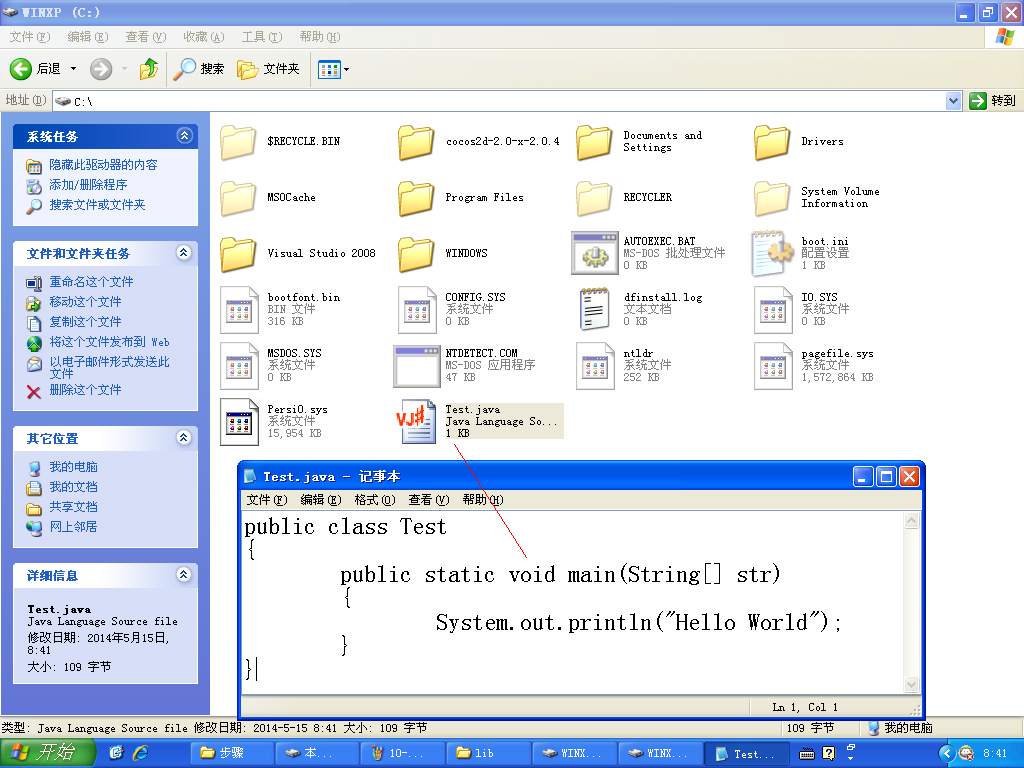 WINXP (C:)
文件(F) 编辑(E) 查看(V) 收藏(A) 工具(T) 帮助(H)
后退 搜索 文件夹
地址(D) C:\ 转到
系统任务
隐藏此驱动器的内容
添加/删除程序
搜索文件或文件夹
文件和文件夹任务
重命名这个文件
移动这个文件
复制这个文件
将这个文件发布到 Web
以电子邮件形式发送此
文件
删除这个文件
其它位置
我的电脑
我的文档
共享文档
网上邻居
详细信息
Test.java
Java Language Source file
修改日期: 2014年5月15日,
8:41
大小: 109 字节
$RECYCLE.BIN
cocos2d-2.0-x-2.0.4
Documents and
Settings
Drivers
MSOCache
Program Files
RECYCLER
System Volume
Information
Visual Studio 2008
WINDOWS
AUTOEXEC.BAT
MS-DOS 批处理文件
0 KB
boot.ini
配置设置
1 KB
bootfont.bin
BIN 文件
316 KB
CONFIG.SYS
系统文件
0 KB
dfinstall.log
文本文档
0 KB
IO.SYS
系统文件
0 KB
MSDOS.SYS
系统文件
0 KB
NTDETECT.COM
MS-DOS 应用程序
47 KB
ntldr
系统文件
252 KB
pagefile.sys
系统文件
1,572,864 KB
PersiO.sys
系统文件
15,954 KB
VJ#
Test.java
Java Language So...
1 KB
Test.java - 记事本
文件(F) 编辑(E) 格式(O) 查看(V) 帮助(H)
public class Test
{
public static void main(String[] str)
{
System.out.println("Hello World");
}
}
Ln 1, Col 1
类型: Java Language Source file 修改日期: 2014-5-15 8:41 大小: 109 字节 109 字节 我的电脑
开始 步骤 本... 10-... lib WINX... WINX... Test... 8:41